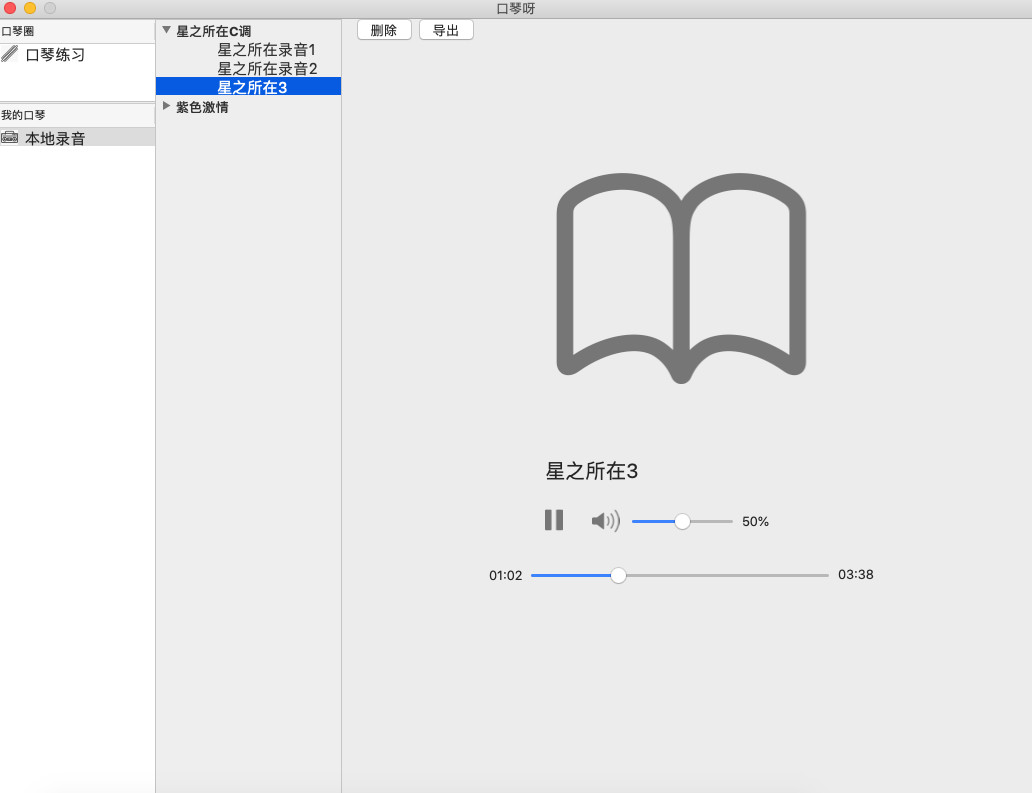 口琴呀
口琴圈
口琴练习
我的口琴
本地录音
星之所在C调
星之所在录音1
星之所在录音2
星之所在3
紫色激情
删除
导出
星之所在3
50%
01:02
03:38